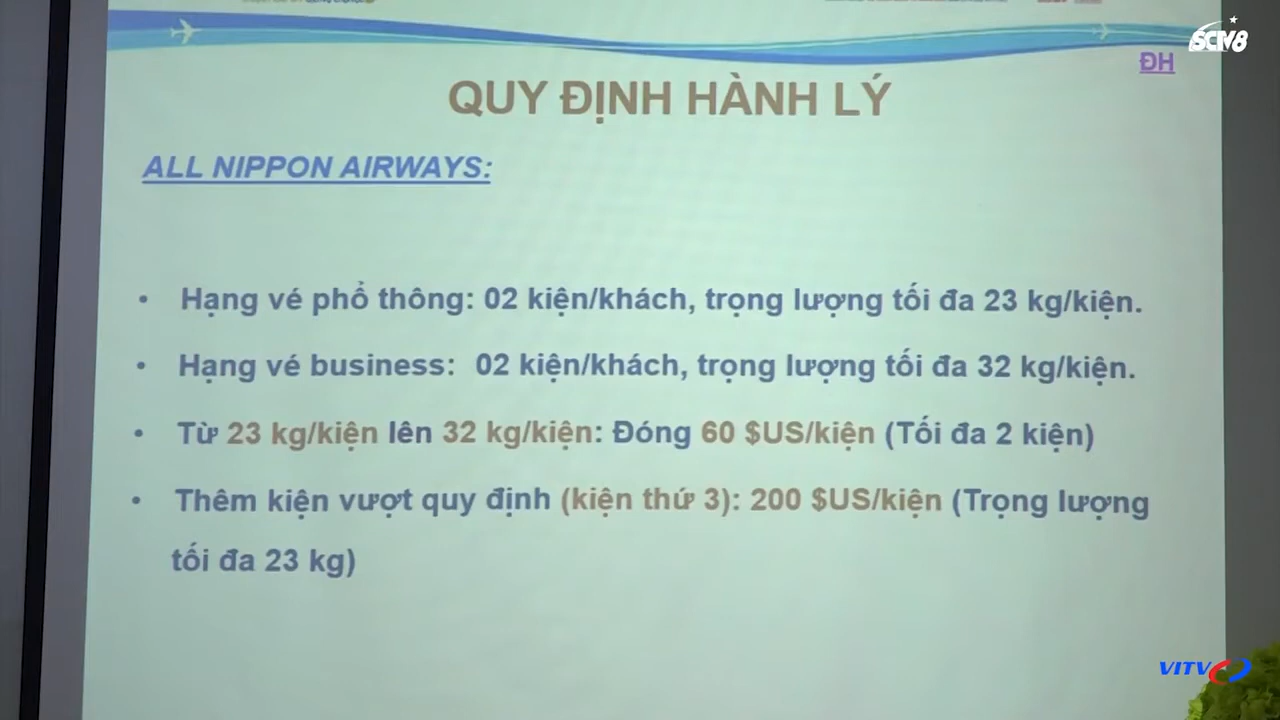 SCTV8
ĐH
QUY ĐỊNH HÀNH LÝ
ALL NIPPON AIRWAYS:
• Hạng vé phổ thông: 02 kiện/khách, trọng lượng tối đa 23 kg/kiện.
• Hạng vé business: 02 kiện/khách, trọng lượng tối đa 32 kg/kiện.
• Từ 23 kg/kiện lên 32 kg/kiện: Đóng 60 $US/kiện (Tối đa 2 kiện)
• Thêm kiện vượt quy định (kiện thứ 3): 200 $US/kiện (Trọng lượng
tối đa 23 kg)
VITV